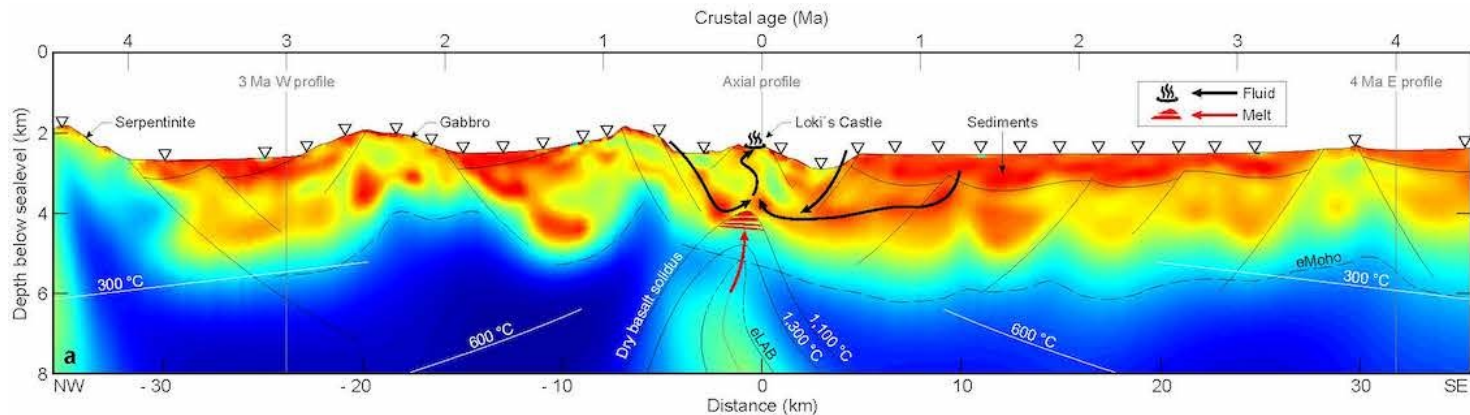 Crustal age (Ma)
4 3 2 1 0 1 2 3 4
Depth below sealevel (km)
0
2
4
6
8
3 Ma W profile
Axial profile
4 Ma E profile
Fluid
Melt
Serpentinite
Gabbro
Loki´s Castle
Sediments
300 °C
600 °C
Dry basalt solidus
eLAB
1,300 °C
1,100 °C
600 °C
eMoho
300 °C
a
NW - 30 - 20 - 10 0 10 20 30 SE
Distance (km)